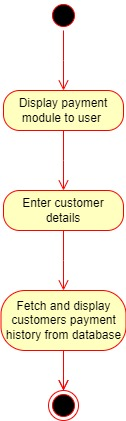 Display payment
module to user
Enter customer
details
Fetch and display
customers payment
history from database